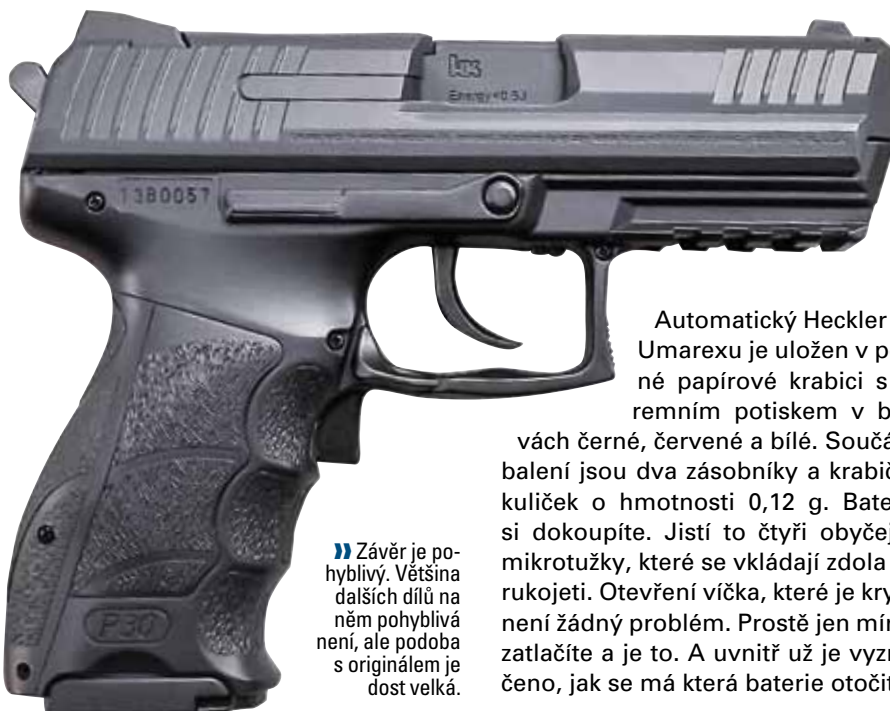 hk
Energy<0.5J
1380057
P30
Závěr je po-
hyblivý. Většina
dalších dílů na
něm pohyblivá
není, ale podoba
s originálem je
dost velká.
Automatický Heckler
Umarexu je uložen v p
né papírové krabici s
remním potiskem v b
vách černé, červené a bílé. Souča
balení jsou dva zásobníky a krabič
kuliček o hmotnosti 0,12 g. Bate
si dokoupíte. Jistí to čtyři obyčej
mikrotužky, které se vkládají zdola
rukojeti. Otevření víčka, které je kry
není žádný problém. Prostě jen mír
zatlačíte a je to. A uvnitř už je vyzn
čeno, jak se má která baterie otočit